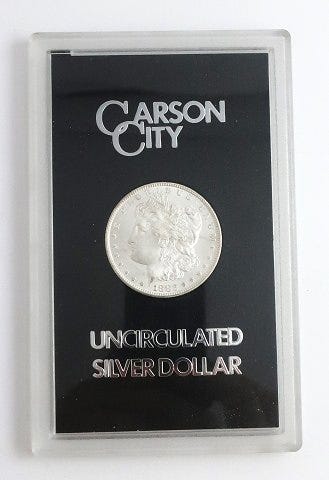 CARSON
CITY
UNCIRCULATED
SILVER DOLLAR